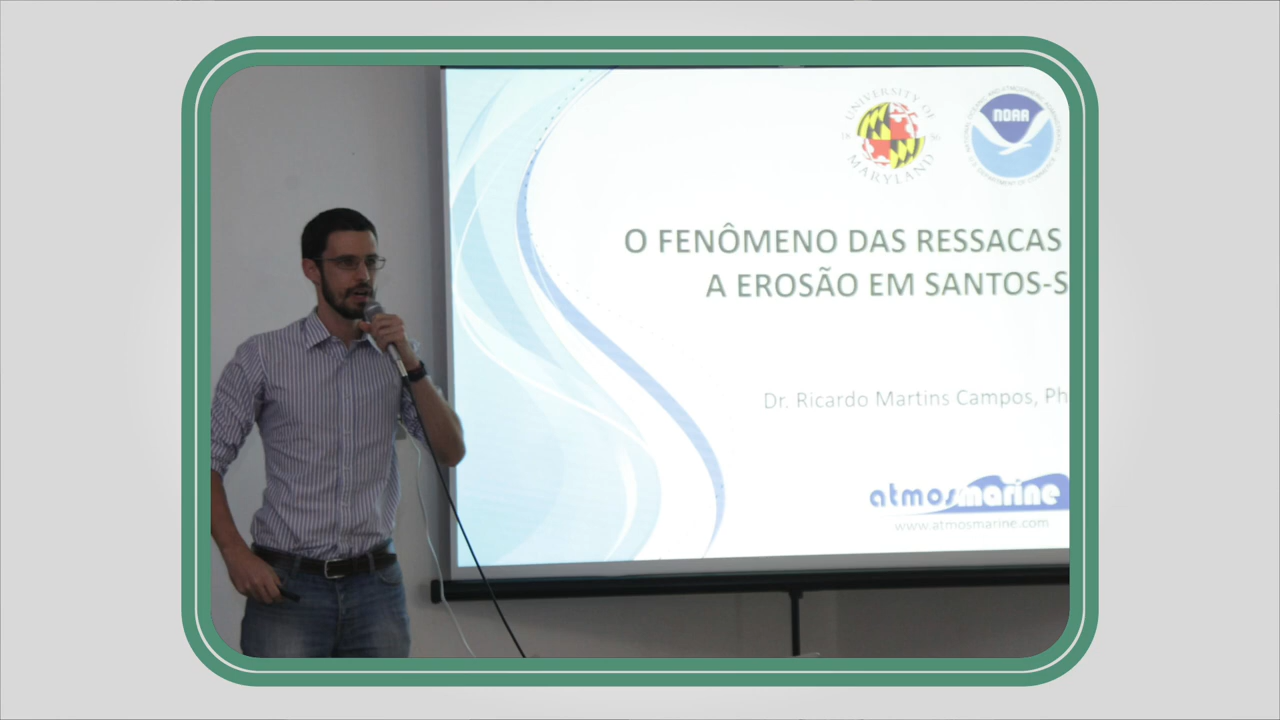 UNIVERSITY OF
MARYLAND
NOAA
O FENÔMENO DAS RESSACAS
A EROSÃO EM SANTOS-S
Dr. Ricardo Martins Campos, Ph
atmosmarine
www.atmosmarine.com